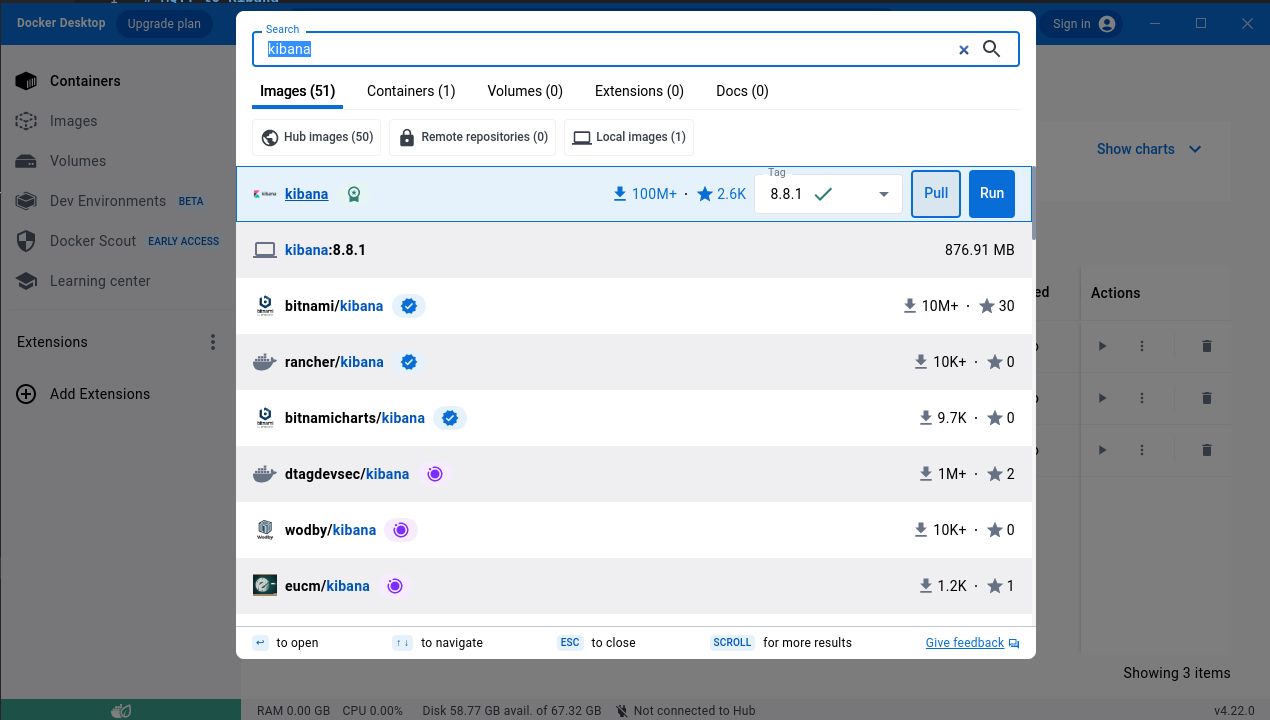 Docker Desktop
Upgrade plan
Sign in
Containers
Images
Volumes
Dev Environments BETA
Docker Scout EARLY ACCESS
Learning center
Extensions
Add Extensions
Search
kibana
Images (51) Containers (1) Volumes (0) Extensions (0) Docs (0)
Hub images (50) Remote repositories (0) Local images (1)
kibana 100M+ · 2.6K Tag 8.8.1 Pull Run
kibana:8.8.1 876.91 MB
bitnami/kibana 10M+ · 30
rancher/kibana 10K+ · 0
bitnamicharts/kibana 9.7K · 0
dtagdevsec/kibana 1M+ · 2
wodby/kibana 10K+ · 0
eucm/kibana 1.2K · 1
↩ to open ↑ ↓ to navigate ESC to close SCROLL for more results Give feedback
Show charts
ed Actions
Showing 3 items
RAM 0.00 GB CPU 0.00% Disk 58.77 GB avail. of 67.32 GB Not connected to Hub v4.22.0